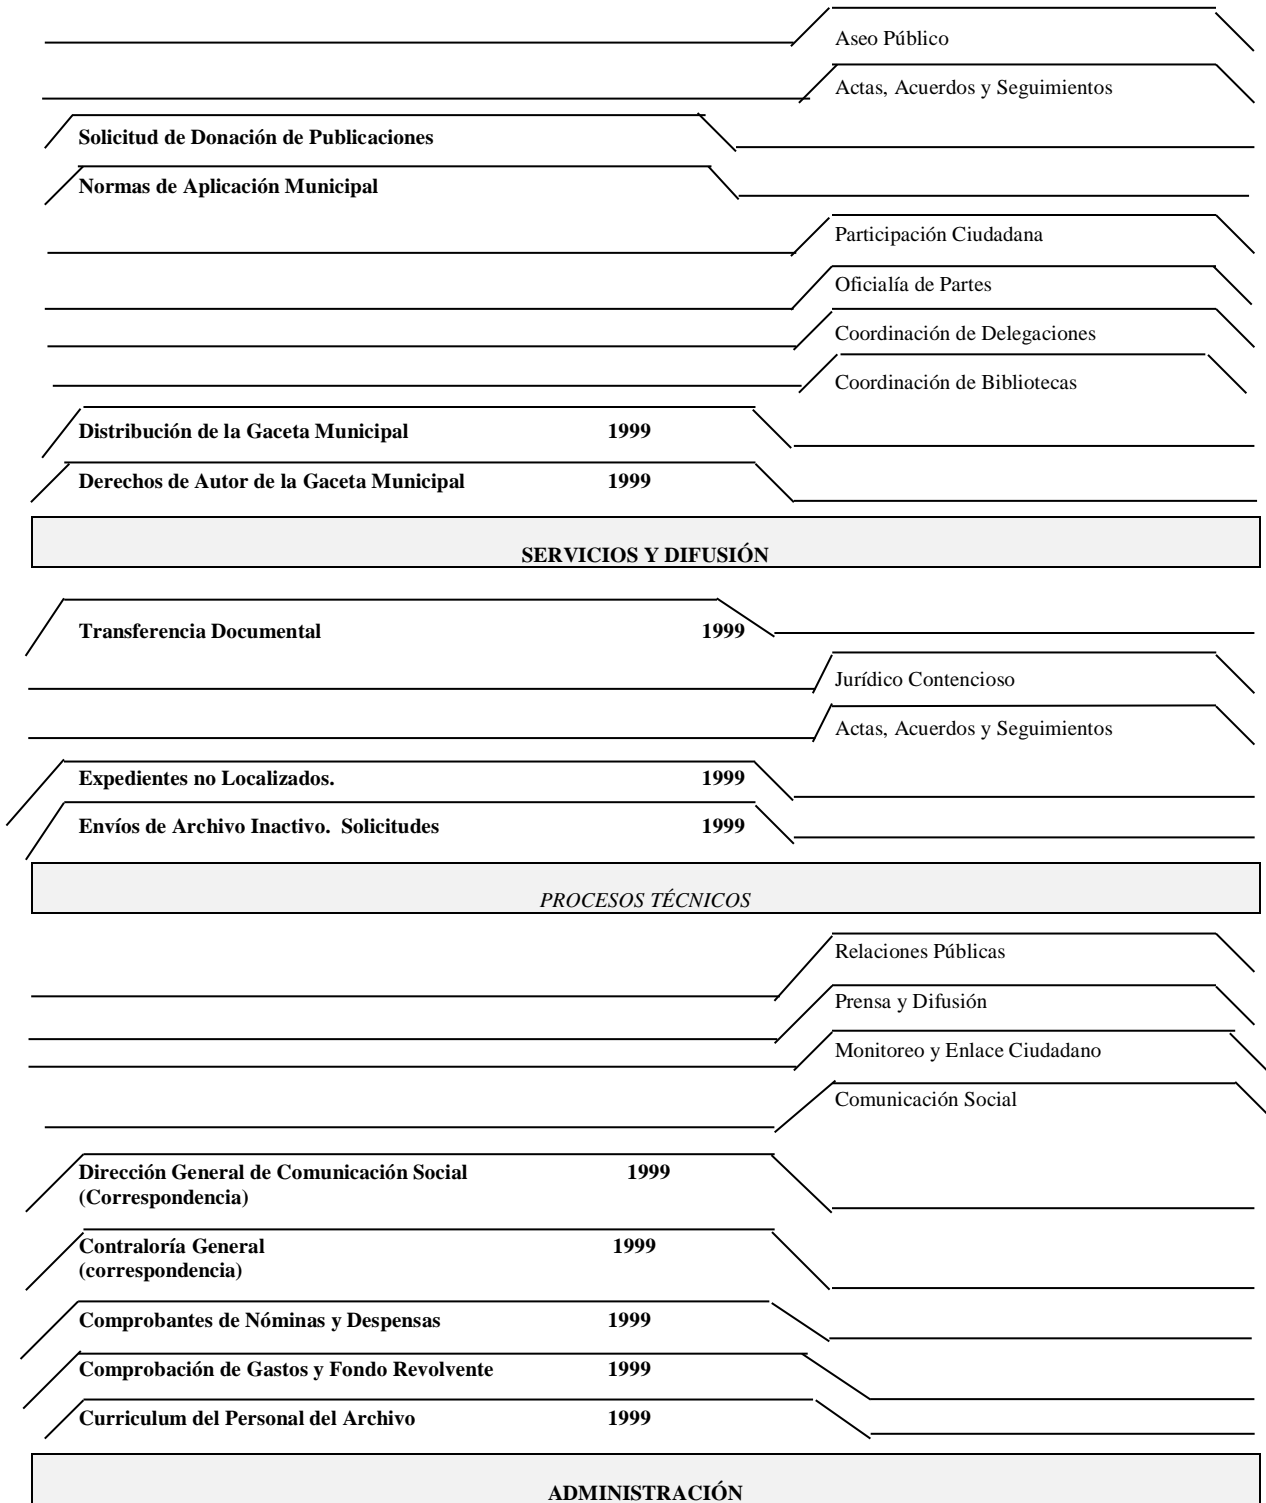 Aseo Público
Actas, Acuerdos y Seguimientos
Solicitud de Donación de Publicaciones
Normas de Aplicación Municipal
Participación Ciudadana
Oficialía de Partes
Coordinación de Delegaciones
Coordinación de Bibliotecas
Distribución de la Gaceta Municipal 1999
Derechos de Autor de la Gaceta Municipal 1999
SERVICIOS Y DIFUSIÓN
Transferencia Documental 1999
Jurídico Contencioso
Actas, Acuerdos y Seguimientos
Expedientes no Localizados. 1999
Envíos de Archivo Inactivo. Solicitudes 1999
PROCESOS TÉCNICOS
Relaciones Públicas
Prensa y Difusión
Monitoreo y Enlace Ciudadano
Comunicación Social
Dirección General de Comunicación Social 1999
(Correspondencia)
Contraloría General 1999
(correspondencia)
Comprobantes de Nóminas y Despensas 1999
Comprobación de Gastos y Fondo Revolvente 1999
Curriculum del Personal del Archivo 1999
ADMINISTRACIÓN